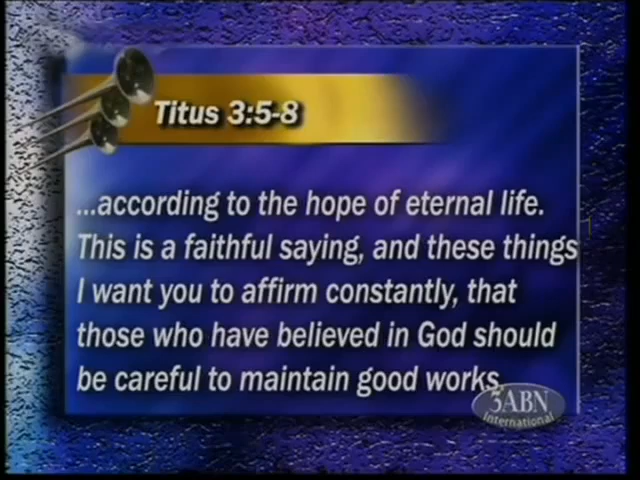 Titus 3:5-8
...according to the hope of eternal life.
This is a faithful saying, and these things
I want you to affirm constantly, that
those who have believed in God should
be careful to maintain good works.
3ABN
International